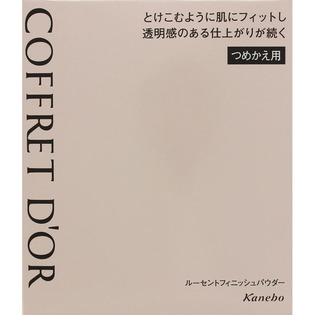 とけこむように肌にフィットし
透明感のある仕上がりが続く
つめかえ用
COFFRET D'OR
ルーセントフィニッシュパウダー
Kanebo